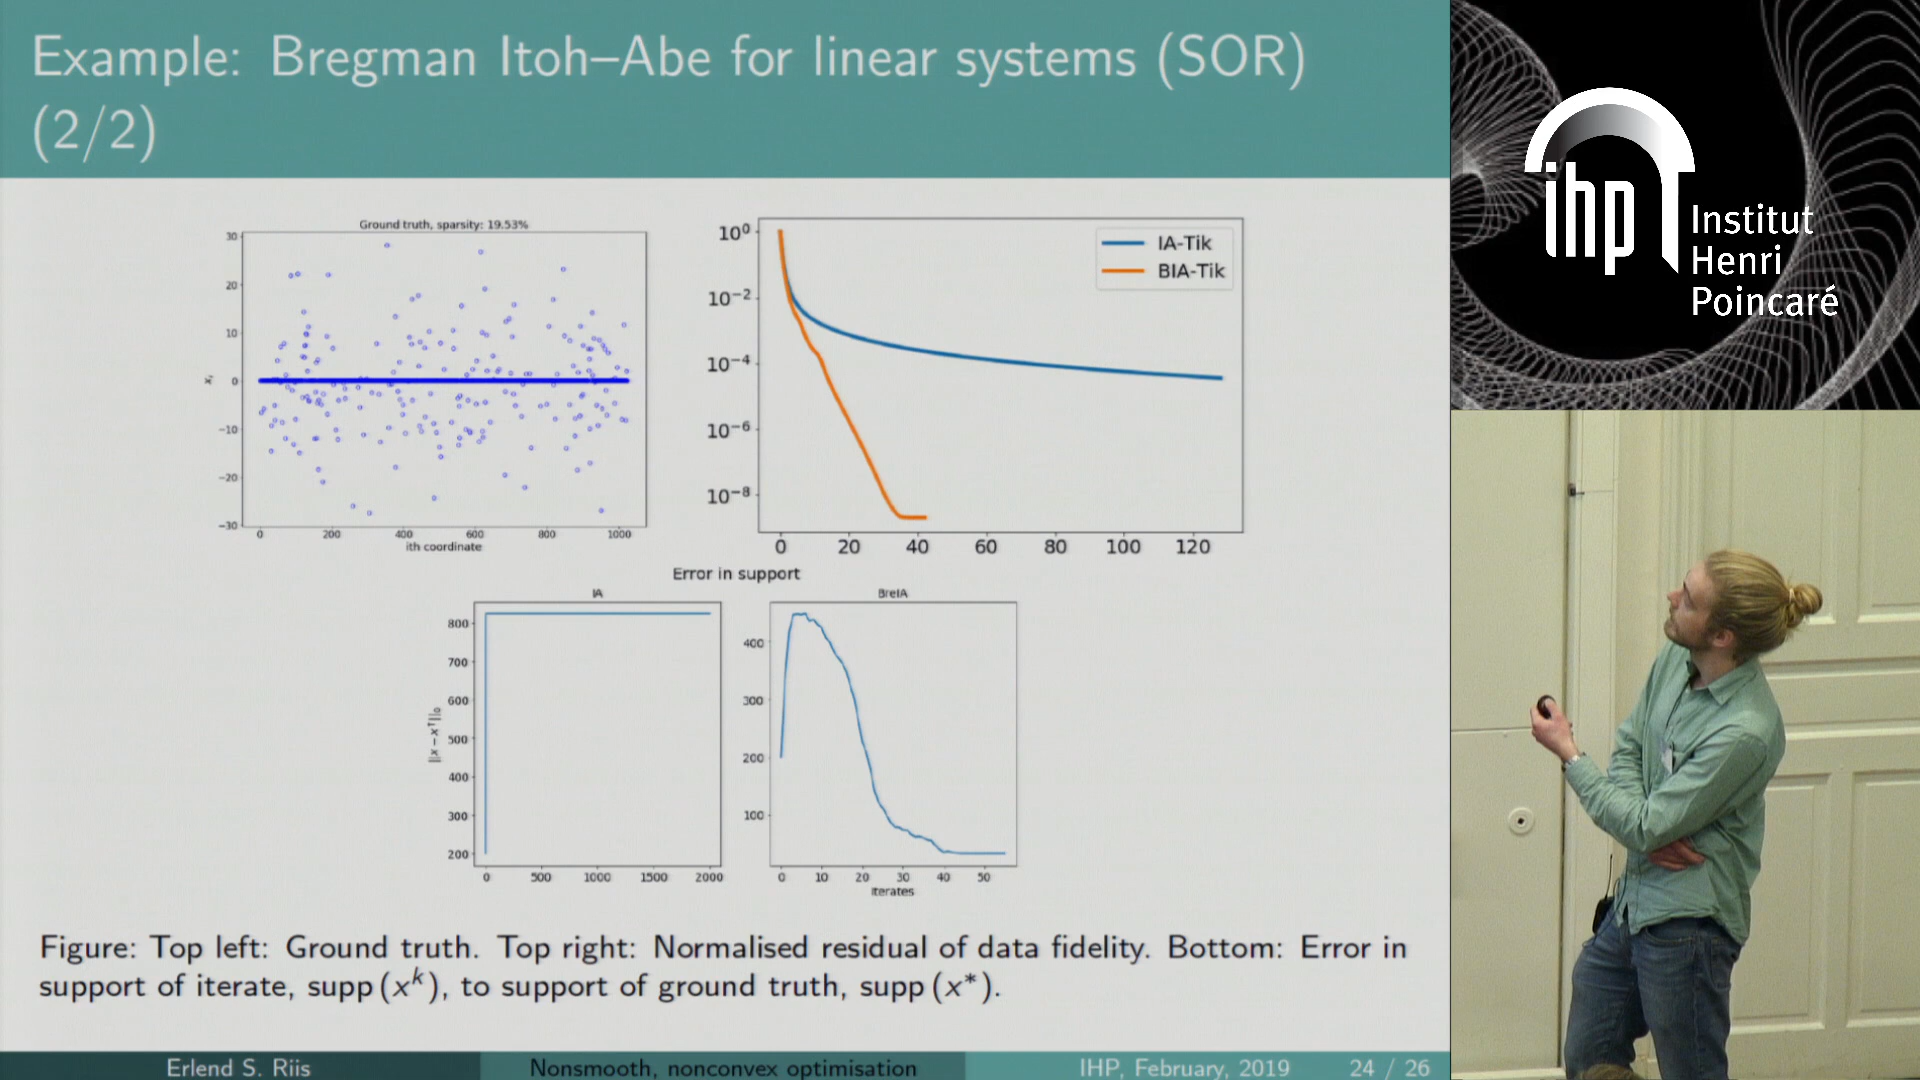 Example: Bregman Itoh–Abe for linear systems (SOR)
(2/2)
Ground truth, sparsity: 19.53%
30
20
10
0
−10
−20
−30
x_i
0 200 400 600 800 1000
ith coordinate
10⁰
10⁻²
10⁻⁴
10⁻⁶
10⁻⁸
IA-Tik
BIA-Tik
0 20 40 60 80 100 120
Error in support
IA
800
700
600
500
400
300
200
||x − x†||₀
0 500 1000 1500 2000
BreIA
400
300
200
100
0 10 20 30 40 50
Iterates
Figure: Top left: Ground truth. Top right: Normalised residual of data fidelity. Bottom: Error in
support of iterate, supp (xᵏ), to support of ground truth, supp (x*).
Erlend S. Riis Nonsmooth, nonconvex optimisation IHP, February, 2019 24 / 26
ihp
Institut
Henri
Poincaré